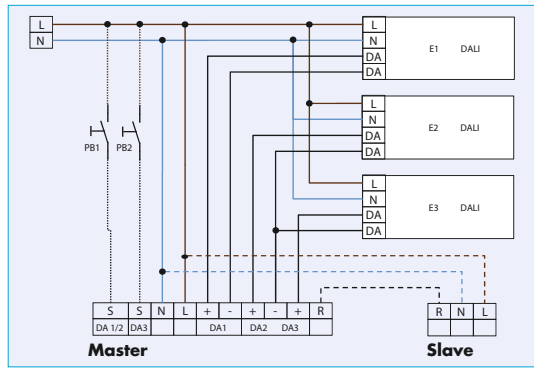 L
N
L
N
DA
DA
E1 DALI
L
N
DA
DA
E2 DALI
L
N
DA
DA
E3 DALI
PB1 PB2
S S N L + - + - + R
DA 1/2 DA3 DA1 DA2 DA3
R N L
Master Slave